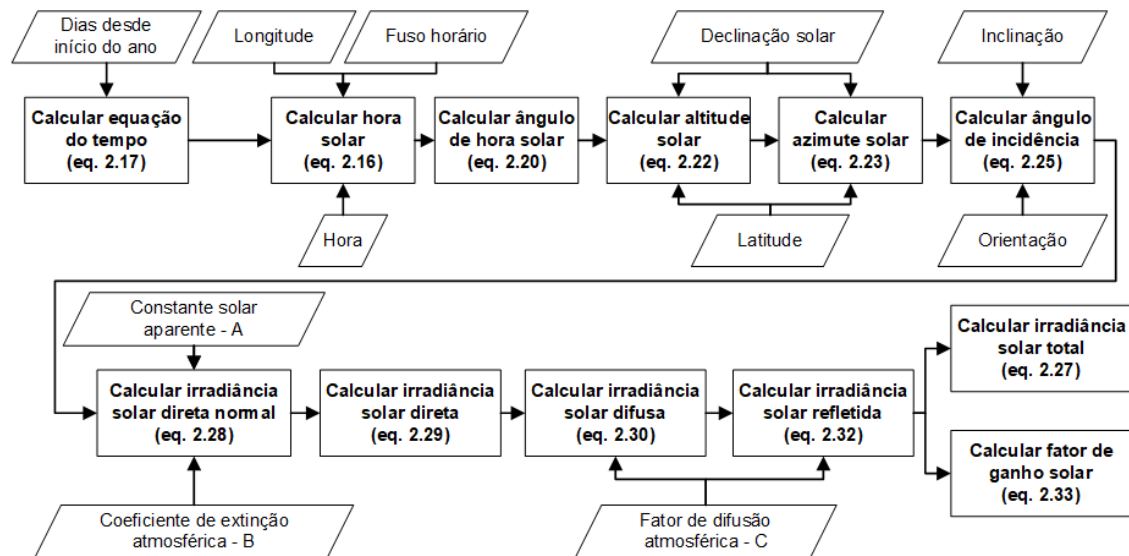 Dias desde
início do ano
Longitude
Fuso horário
Declinação solar
Inclinação
Calcular equação
do tempo
(eq. 2.17)
Calcular hora
solar
(eq. 2.16)
Calcular ângulo
de hora solar
(eq. 2.20)
Calcular altitude
solar
(eq. 2.22)
Calcular
azimute solar
(eq. 2.23)
Calcular ângulo
de incidência
(eq. 2.25)
Hora
Latitude
Orientação
Constante solar
aparente - A
Calcular irradiância
solar direta normal
(eq. 2.28)
Calcular irradiância
solar direta
(eq. 2.29)
Calcular irradiância
solar difusa
(eq. 2.30)
Calcular irradiância
solar refletida
(eq. 2.32)
Calcular irradiância
solar total
(eq. 2.27)
Calcular fator de
ganho solar
(eq. 2.33)
Coeficiente de extinção
atmosférica - B
Fator de difusão
atmosférica - C